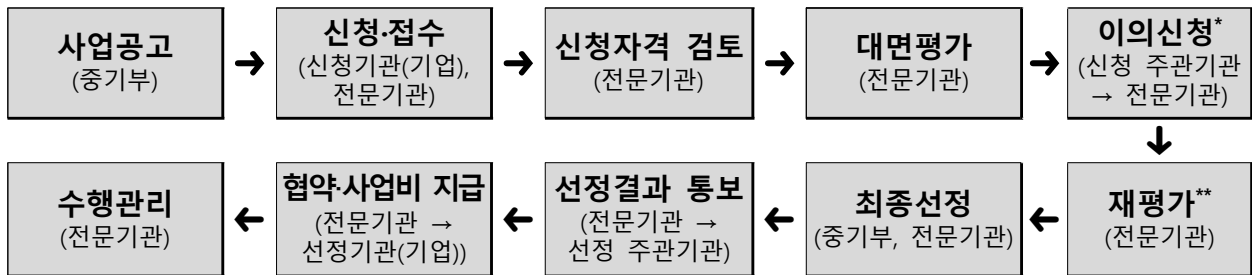 사업공고
(중기부)
→
신청·접수
(신청기관(기업),
전문기관)
→
신청자격 검토
(전문기관)
→
대면평가
(전문기관)
→
이의신청*
(신청 주관기관
→ 전문기관)
↓
재평가**
(전문기관)
←
최종선정
(중기부, 전문기관)
←
선정결과 통보
(전문기관 →
선정 주관기관)
←
협약·사업비 지급
(전문기관 →
선정기관(기업))
←
수행관리
(전문기관)